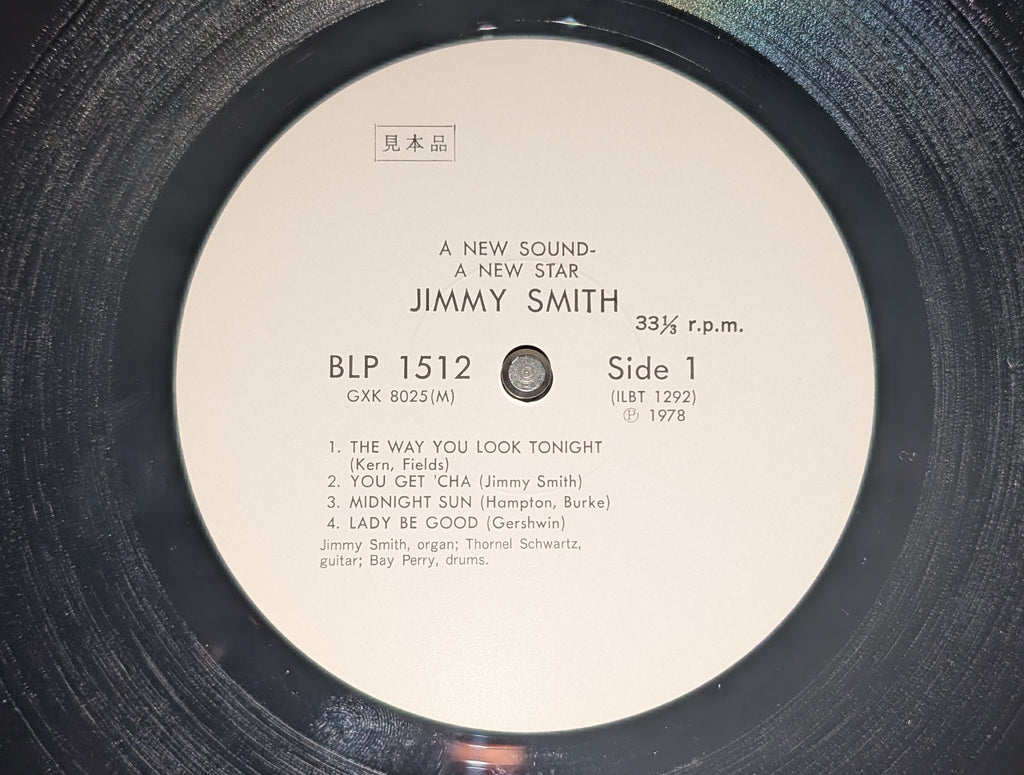 見本品
A NEW SOUND-
A NEW STAR
JIMMY SMITH
33⅓ r.p.m.
BLP 1512
Side 1
GXK 8025(M)
(ILBT 1292)
Ⓟ 1978
1. THE WAY YOU LOOK TONIGHT
(Kern, Fields)
2. YOU GET 'CHA (Jimmy Smith)
3. MIDNIGHT SUN (Hampton, Burke)
4. LADY BE GOOD (Gershwin)
Jimmy Smith, organ; Thornel Schwartz,
guitar; Bay Perry, drums.